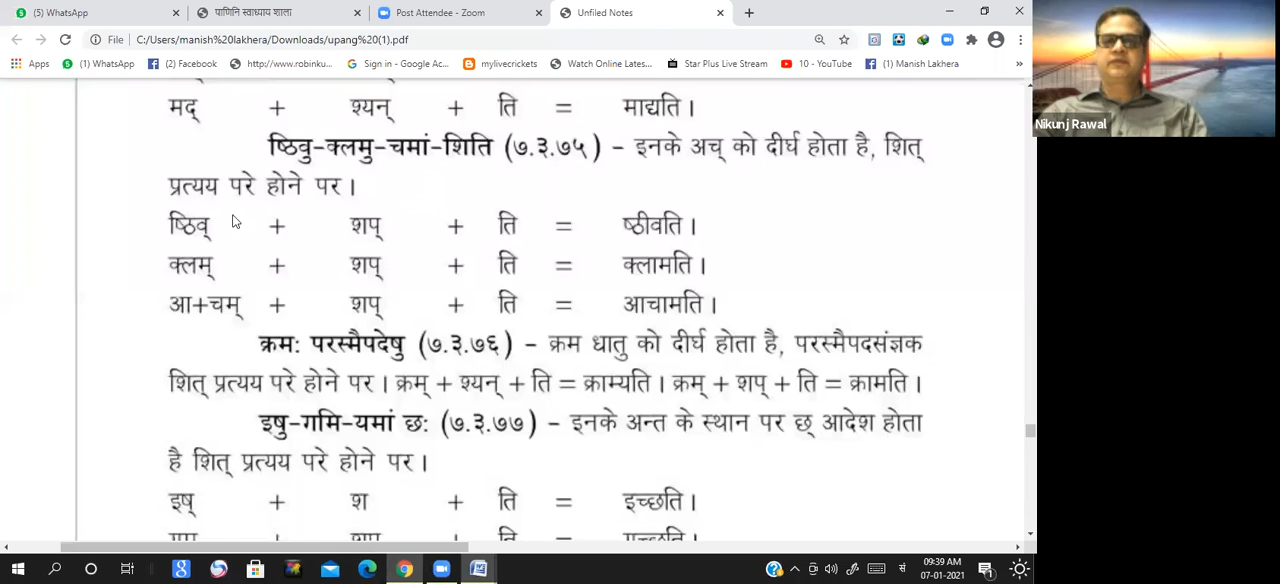 (5) WhatsApp पाणिनि स्वाध्याय शाला Post Attendee - Zoom Unfiled Notes
File C:/Users/manish%20lakhera/Downloads/upang%20(1).pdf
Apps (1) WhatsApp (2) Facebook http://www.robinku... Sign in - Google Ac... mylivecrickets Watch Online Lates... Star Plus Live Stream 10 - YouTube (1) Manish Lakhera »
मद् + श्यन् + ति = माद्यति।
ष्ठिवु-क्लमु-चमां-शिति (७.३.७५) - इनके अच् को दीर्घ होता है, शित्
प्रत्यय परे होने पर।
ष्ठिव् + शप् + ति = ष्ठीवति।
क्लम् + शप् + ति = क्लामति।
आ+चम् + शप् + ति = आचामति।
क्रमः परस्मैपदेषु (७.३.७६) - क्रम धातु को दीर्घ होता है, परस्मैपदसंज्ञक
शित् प्रत्यय परे होने पर। क्रम् + श्यन् + ति = क्राम्यति। क्रम् + शप् + ति = क्रामति।
इषु-गमि-यमां छः (७.३.७७) - इनके अन्त के स्थान पर छ् आदेश होता
है शित् प्रत्यय परे होने पर।
इष् + श + ति = इच्छति।
Nikunj Rawal
09:39 AM
07-01-2021